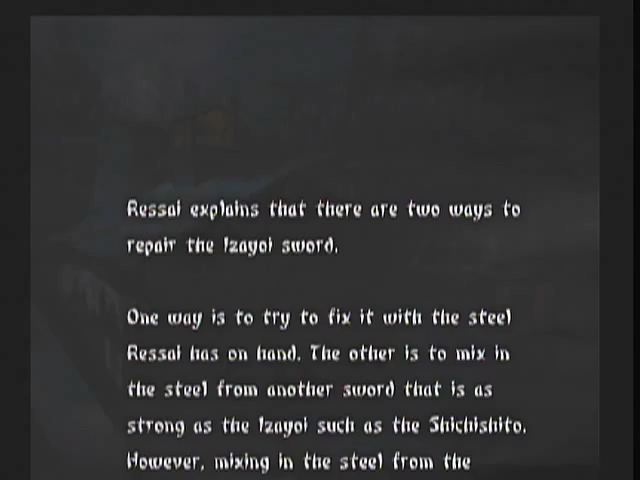 Ressai explains that there are two ways to
repair the Izayoi sword.
One way is to try to fix it with the steel
Ressai has on hand. The other is to mix in
the steel from another sword that is as
strong as the Izayoi such as the Shichishito.
However, mixing in the steel from the